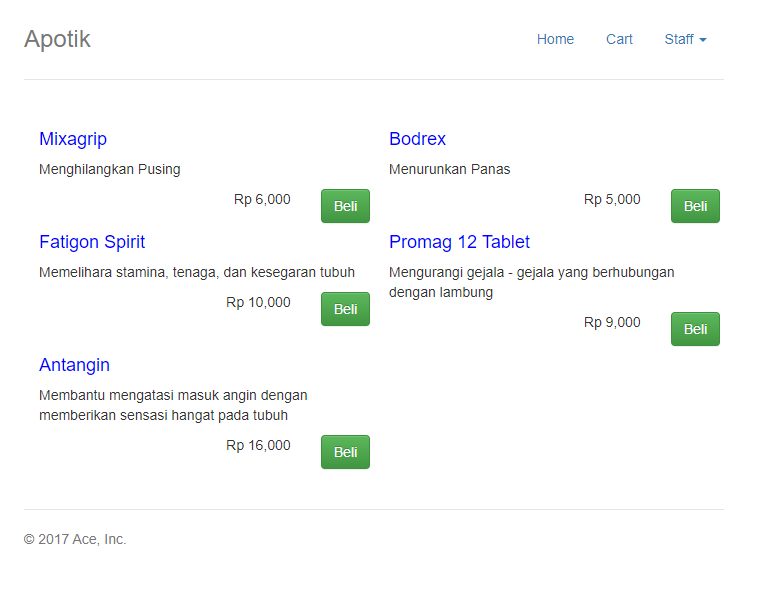 Apotik
Home Cart Staff
Mixagrip
Menghilangkan Pusing
Rp 6,000 Beli
Bodrex
Menurunkan Panas
Rp 5,000 Beli
Fatigon Spirit
Memelihara stamina, tenaga, dan kesegaran tubuh
Rp 10,000 Beli
Promag 12 Tablet
Mengurangi gejala - gejala yang berhubungan
dengan lambung
Rp 9,000 Beli
Antangin
Membantu mengatasi masuk angin dengan
memberikan sensasi hangat pada tubuh
Rp 16,000 Beli
© 2017 Ace, Inc.